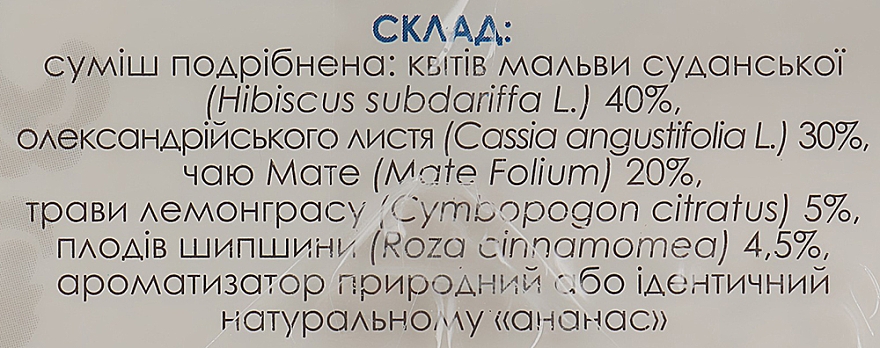 СКЛАД:
суміш подрібнена: квітів мальви суданської
(Hibiscus subdariffa L.) 40%,
олександрійського листя (Cassia angustifolia L.) 30%,
чаю Мате (Mate Folium) 20%,
трави лемонграсу (Cymbopogon citratus) 5%,
плодів шипшини (Roza cinnamomea) 4,5%,
ароматизатор природний або ідентичний
натуральному «ананас»